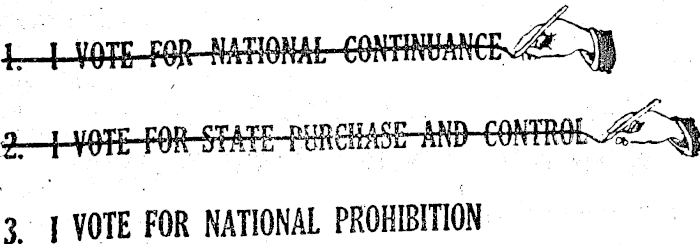 1. I VOTE FOR NATIONAL CONTINUANCE
2. I VOTE FOR STATE PURCHASE AND CONTROL
3. I VOTE FOR NATIONAL PROHIBITION